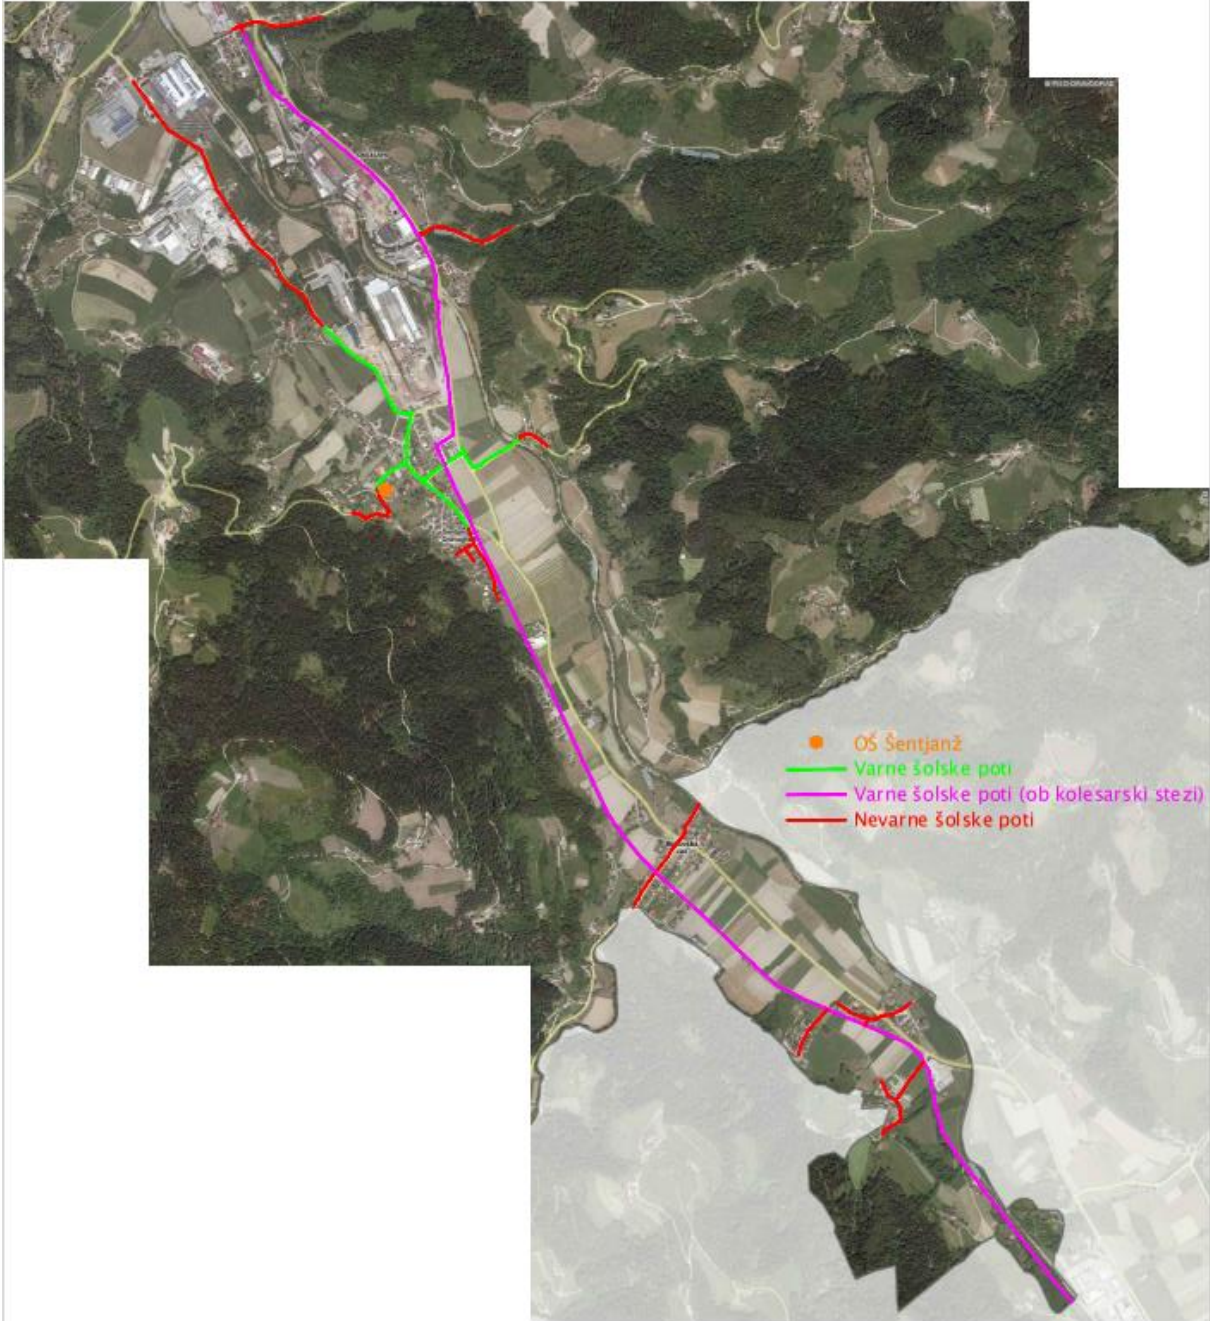 OŠ Šentjanž
Varne šolske poti
Varne šolske poti (ob kolesarski stezi)
Nevarne šolske poti